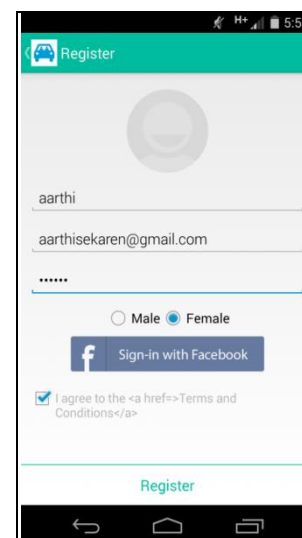 H+ 5:5
Register
aarthi
aarthisekaren@gmail.com
••••••
Male Female
f Sign-in with Facebook
I agree to the <a href=>Terms and
Conditions</a>
Register